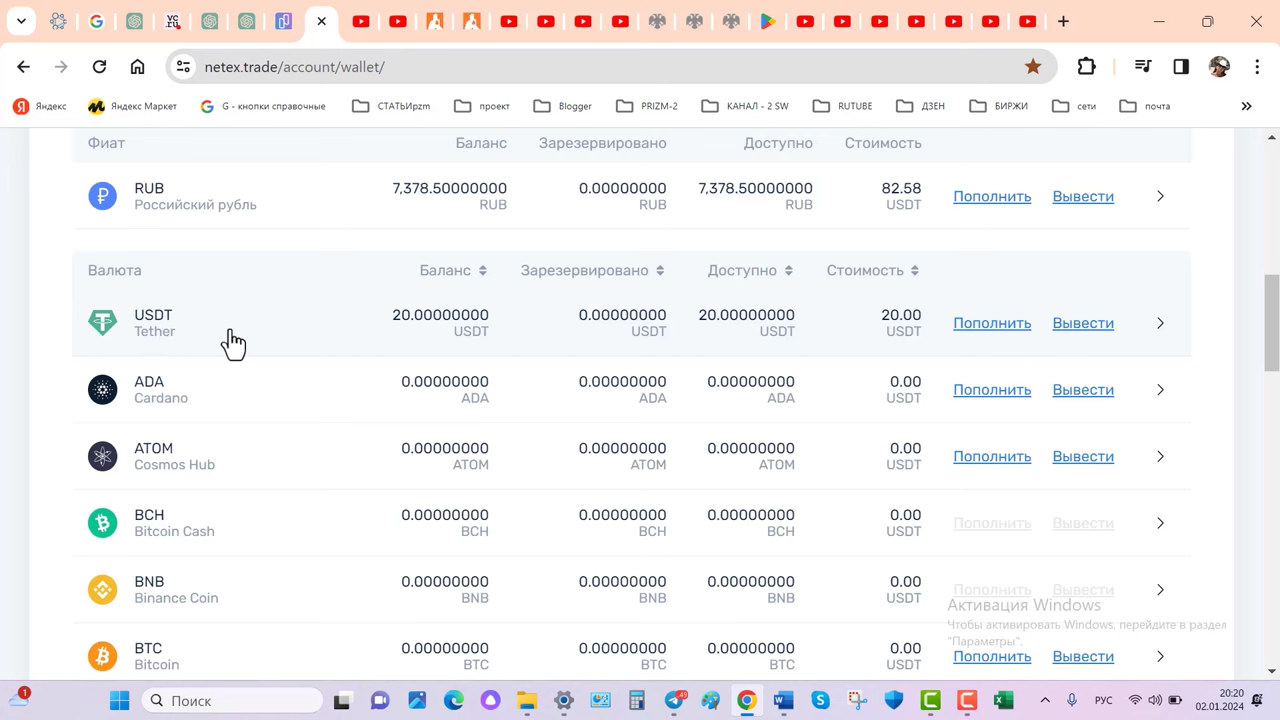 netex.trade/account/wallet/
Яндекс
Яндекс Маркет
G - кнопки справочные
СТАТЬИрzm
проект
Blogger
PRIZM-2
КАНАЛ - 2 SW
RUTUBE
ДЗЕН
БИРЖИ
сети
почта
Фиат Баланс Зарезервировано Доступно Стоимость
RUB 7,378.50000000 0.00000000 7,378.50000000 82.58 Пополнить Вывести
Российский рубль RUB RUB RUB USDT
Валюта Баланс Зарезервировано Доступно Стоимость
USDT 20.00000000 0.00000000 20.00000000 20.00 Пополнить Вывести
Tether USDT USDT USDT USDT
ADA 0.00000000 0.00000000 0.00000000 0.00 Пополнить Вывести
Cardano ADA ADA ADA USDT
ATOM 0.00000000 0.00000000 0.00000000 0.00 Пополнить Вывести
Cosmos Hub ATOM ATOM ATOM USDT
BCH 0.00000000 0.00000000 0.00000000 0.00 Пополнить Вывести
Bitcoin Cash BCH BCH BCH USDT
BNB 0.00000000 0.00000000 0.00000000 0.00 Пополнить Вывести
Binance Coin BNB BNB BNB USDT
Активация Windows
Чтобы активировать Windows, перейдите в раздел
"Параметры".
BTC 0.00000000 0.00000000 0.00000000 0.00 Пополнить Вывести
Bitcoin BTC BTC BTC USDT
1
Поиск
РУС
20:20
02.01.2024